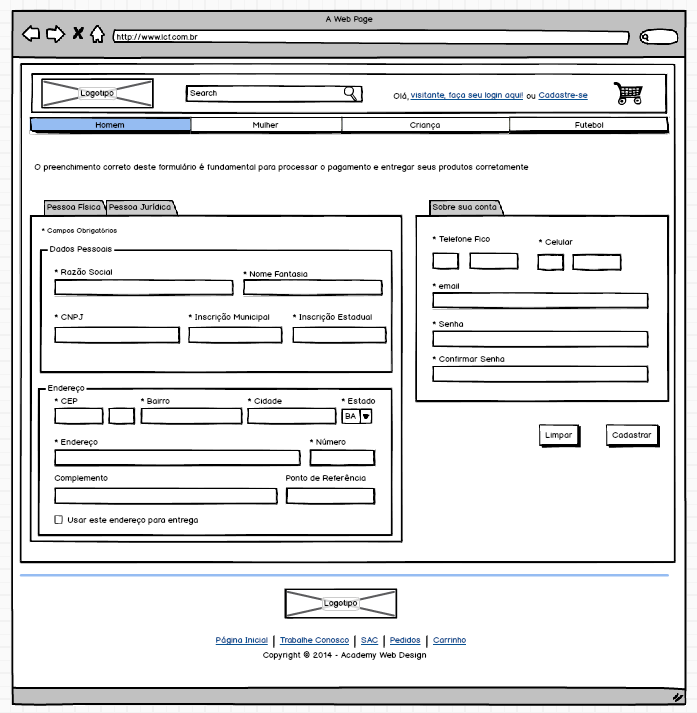 A Web Page
http://www.lcf.com.br
Logotipo
Search
Olá, visitante, faça seu login aqui! ou Cadastre-se
Homem Mulher Criança Futebol
O preenchimento correto deste formulário é fundamental para processar o pagamento e entregar seus produtos corretamente
Pessoa Física Pessoa Jurídica
* Campos Obrigatórios
Dados Pessoais
* Razão Social * Nome Fantasia
* CNPJ * Inscrição Municipal * Inscrição Estadual
Endereço
* CEP * Bairro * Cidade * Estado
BA
* Endereço * Número
Complemento Ponto de Referência
Usar este endereço para entrega
Sobre sua conta
* Telefone Fico * Celular
* email
* Senha
* Confirmar Senha
Limpar Cadastrar
Logotipo
Página Inicial | Trabalhe Conosco | SAC | Pedidos | Carrinho
Copyright © 2014 - Academy Web Design